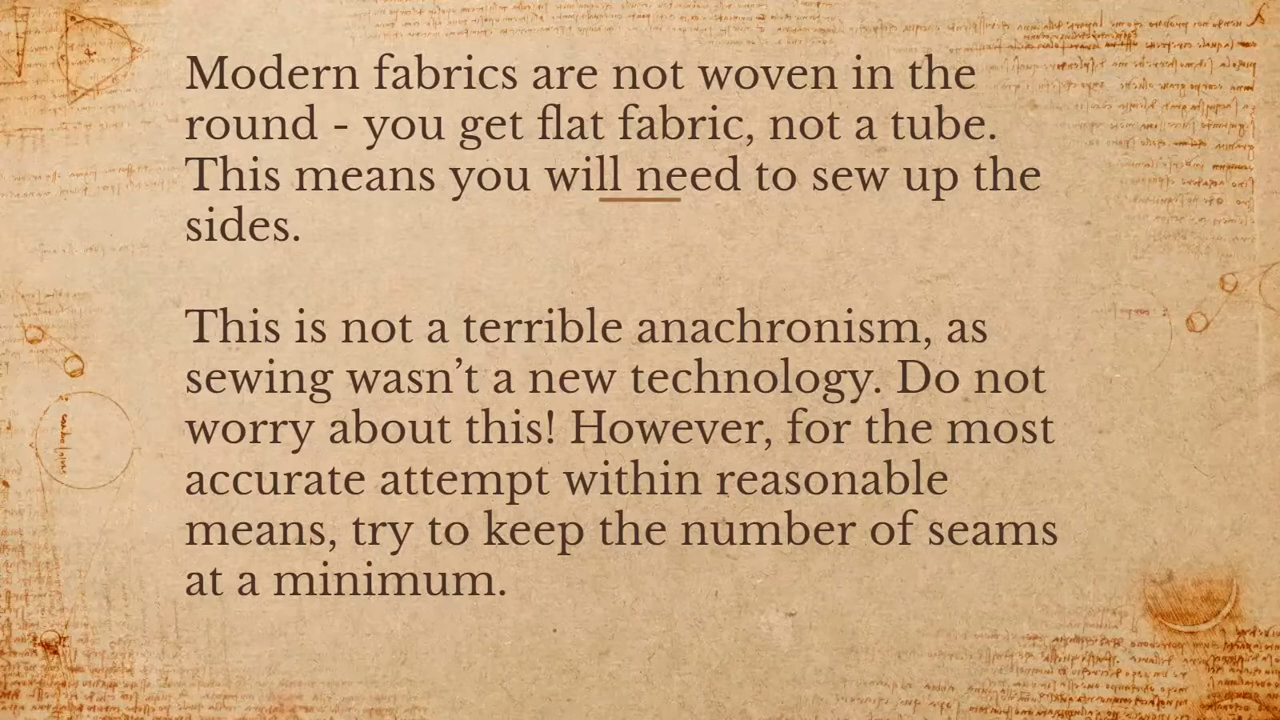 Modern fabrics are not woven in the
round - you get flat fabric, not a tube.
This means you will need to sew up the
sides.
This is not a terrible anachronism, as
sewing wasn’t a new technology. Do not
worry about this! However, for the most
accurate attempt within reasonable
means, try to keep the number of seams
at a minimum.